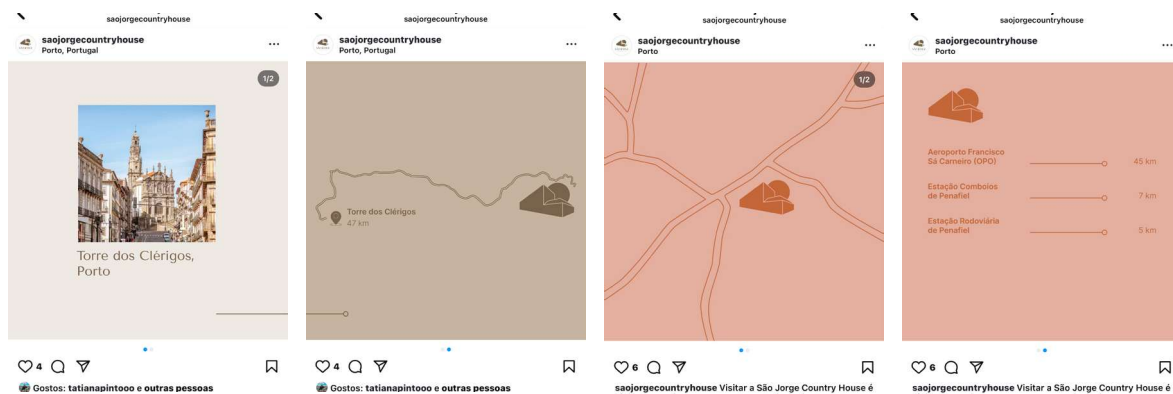 saojorgecountryhouse
saojorgecountryhouse
Porto, Portugal
1/2
Torre dos Clérigos,
Porto
4
Gostos: tatianapintooo e outras pessoas
saojorgecountryhouse
saojorgecountryhouse
Porto, Portugal
Torre dos Clérigos
47 km
4
Gostos: tatianapintooo e outras pessoas
saojorgecountryhouse
saojorgecountryhouse
Porto
1/2
6
saojorgecountryhouse Visitar a São Jorge Country House é
saojorgecountryhouse
saojorgecountryhouse
Porto
Aeroporto Francisco
Sá Carneiro (OPO)
45 km
Estação Comboios
de Penafiel
7 km
Estação Rodoviária
de Penafiel
5 km
6
saojorgecountryhouse Visitar a São Jorge Country House é